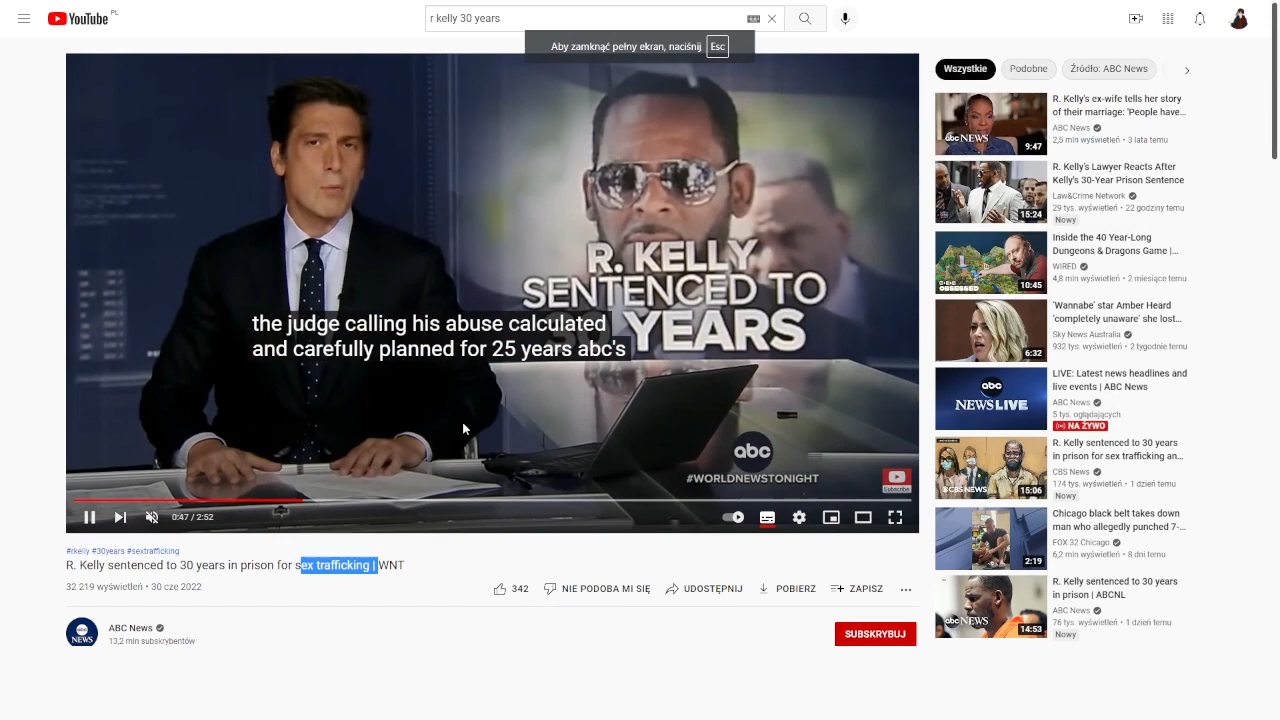 YouTube PL
r kelly 30 years
Aby zamknąć pełny ekran, naciśnij Esc
R. KELLY
SENTENCED TO
YEARS
the judge calling his abuse calculated
and carefully planned for 25 years abc's
abc
#WORLDNEWSTONIGHT
Subscribe
0:47 / 2:52
#rkelly #30years #sextrafficking
R. Kelly sentenced to 30 years in prison for sex trafficking | WNT
32 219 wyświetleń • 30 cze 2022
342 NIE PODOBA MI SIĘ UDOSTĘPNIJ POBIERZ ZAPISZ
abc NEWS
ABC News
13,2 mln subskrybentów
SUBSKRYBUJ
Wszystkie Podobne Źródło: ABC News
abc NEWS
9:47
R. Kelly's ex-wife tells her story
of their marriage: 'People have...
ABC News
2,5 mln wyświetleń • 3 lata temu
15:24
R. Kelly's Lawyer Reacts After
Kelly's 30-Year Prison Sentence
Law&Crime Network
29 tys. wyświetleń • 22 godziny temu
Nowy
OBSESSED
10:45
Inside the 40 Year-Long
Dungeons & Dragons Game |...
WIRED
4,8 mln wyświetleń • 2 miesiące temu
6:32
'Wannabe' star Amber Heard
'completely unaware' she lost...
Sky News Australia
932 tys. wyświetleń • 2 tygodnie temu
abc
NEWS LIVE
LIVE: Latest news headlines and
live events | ABC News
ABC News
5 tys. oglądających
NA ŻYWO
CBS NEWS
15:06
R. Kelly sentenced to 30 years
in prison for sex trafficking an...
CBS News
174 tys. wyświetleń • 1 dzień temu
Nowy
2:19
Chicago black belt takes down
man who allegedly punched 7-...
FOX 32 Chicago
6,2 mln wyświetleń • 8 dni temu
abc NEWS
14:53
R. Kelly sentenced to 30 years
in prison | ABCNL
ABC News
76 tys. wyświetleń • 1 dzień temu
Nowy